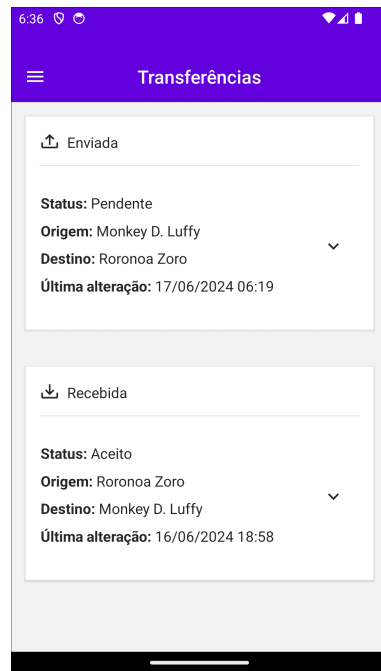 6:36
Transferências
Enviada
Status: Pendente
Origem: Monkey D. Luffy
Destino: Roronoa Zoro
Última alteração: 17/06/2024 06:19
Recebida
Status: Aceito
Origem: Roronoa Zoro
Destino: Monkey D. Luffy
Última alteração: 16/06/2024 18:58